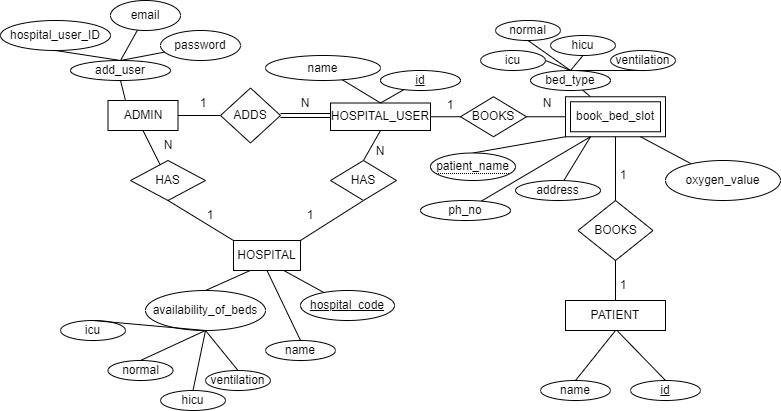 email
hospital_user_ID
password
add_user
normal
hicu
icu
ventilation
name
id
bed_type
ADMIN
1
ADDS
N
HOSPITAL_USER
1
BOOKS
N
book_bed_slot
N
N
HAS
HAS
patient_name
address
ph_no
1
oxygen_value
1
1
BOOKS
HOSPITAL
1
availability_of_beds
hospital_code
PATIENT
icu
name
normal
ventilation
hicu
name
id